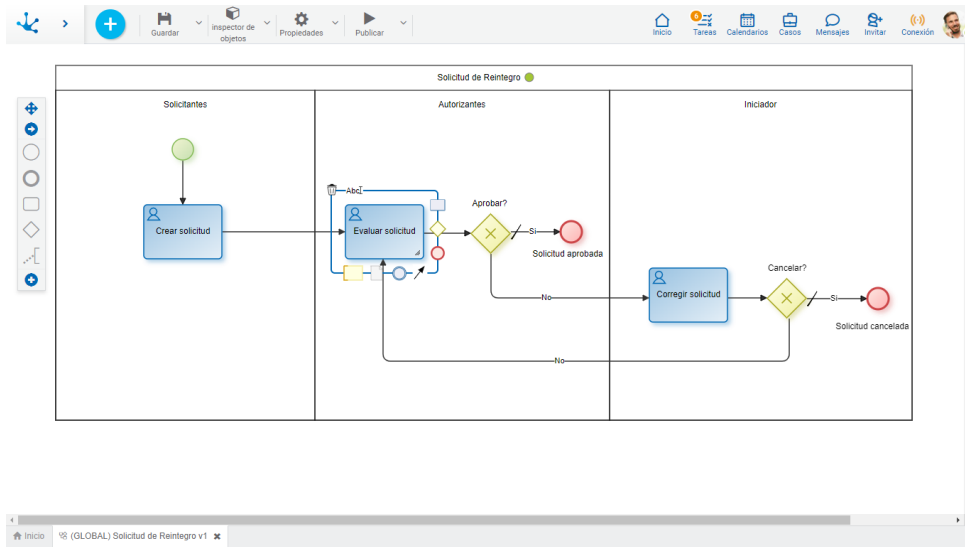 Guardar
inspector de
objetos
Propiedades
Publicar
Inicio
6
Tareas
Calendarios
Casos
Mensajes
Invitar
Conexión
Solicitud de Reintegro
Solicitantes
Autorizantes
Iniciador
Abc
Crear solicitud
Evaluar solicitud
Aprobar?
Si
Solicitud aprobada
No
Corregir solicitud
Cancelar?
Si
Solicitud cancelada
No
Inicio
(GLOBAL) Solicitud de Reintegro v1